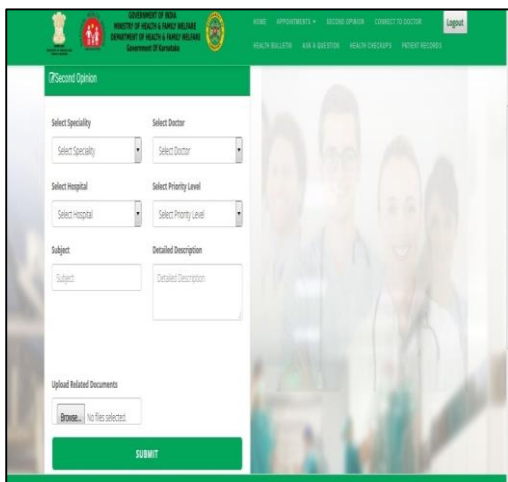 GOVERNMENT OF INDIA
MINISTRY OF HEALTH & FAMILY WELFARE
DEPARTMENT OF HEALTH & FAMILY WELFARE
Government Of Karnataka
HOME APPOINTMENTS SECOND OPINION CONNECT TO DOCTOR Logout
HEALTH BULLETIN ASK A QUESTION HEALTH CHECKUPS PATIENT RECORDS
Second Opinion
Select Speciality Select Doctor
Select Speciality Select Doctor
Select Hospital Select Priority Level
Select Hospital Select Priority Level
Subject Detailed Description
Subject Detailed Description
Upload Related Documents
Browse... No files selected.
SUBMIT